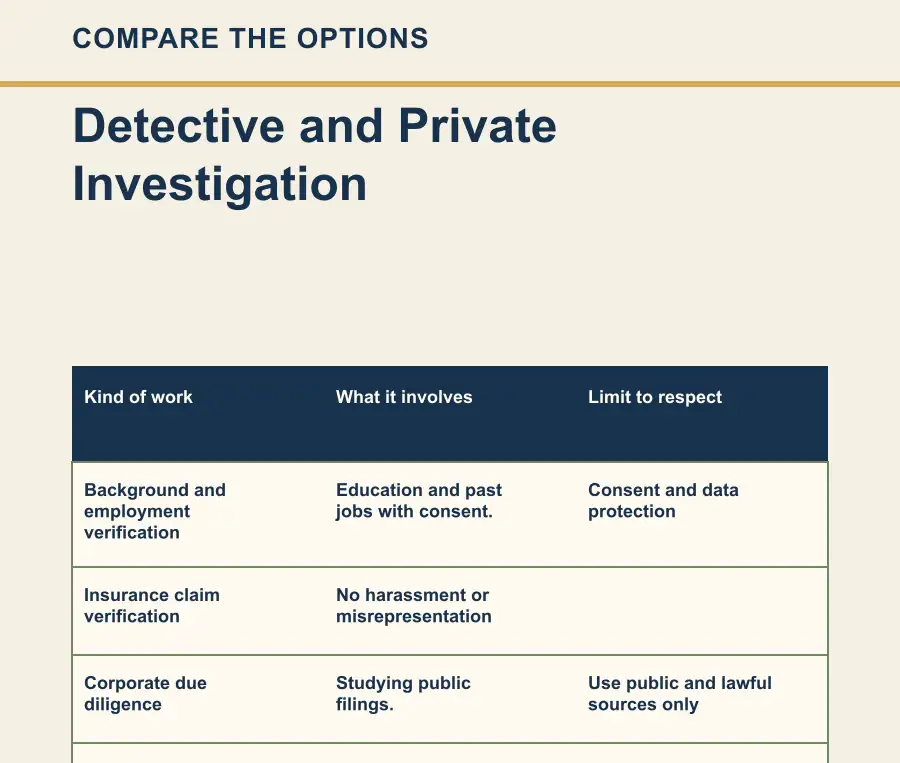 COMPARE THE OPTIONS
Detective and Private
Investigation
Kind of work
What it involves
Limit to respect
Background and
employment
verification
Education and past
jobs with consent.
Consent and data
protection
Insurance claim
verification
No harassment or
misrepresentation
Corporate due
diligence
Studying public
filings.
Use public and lawful
sources only